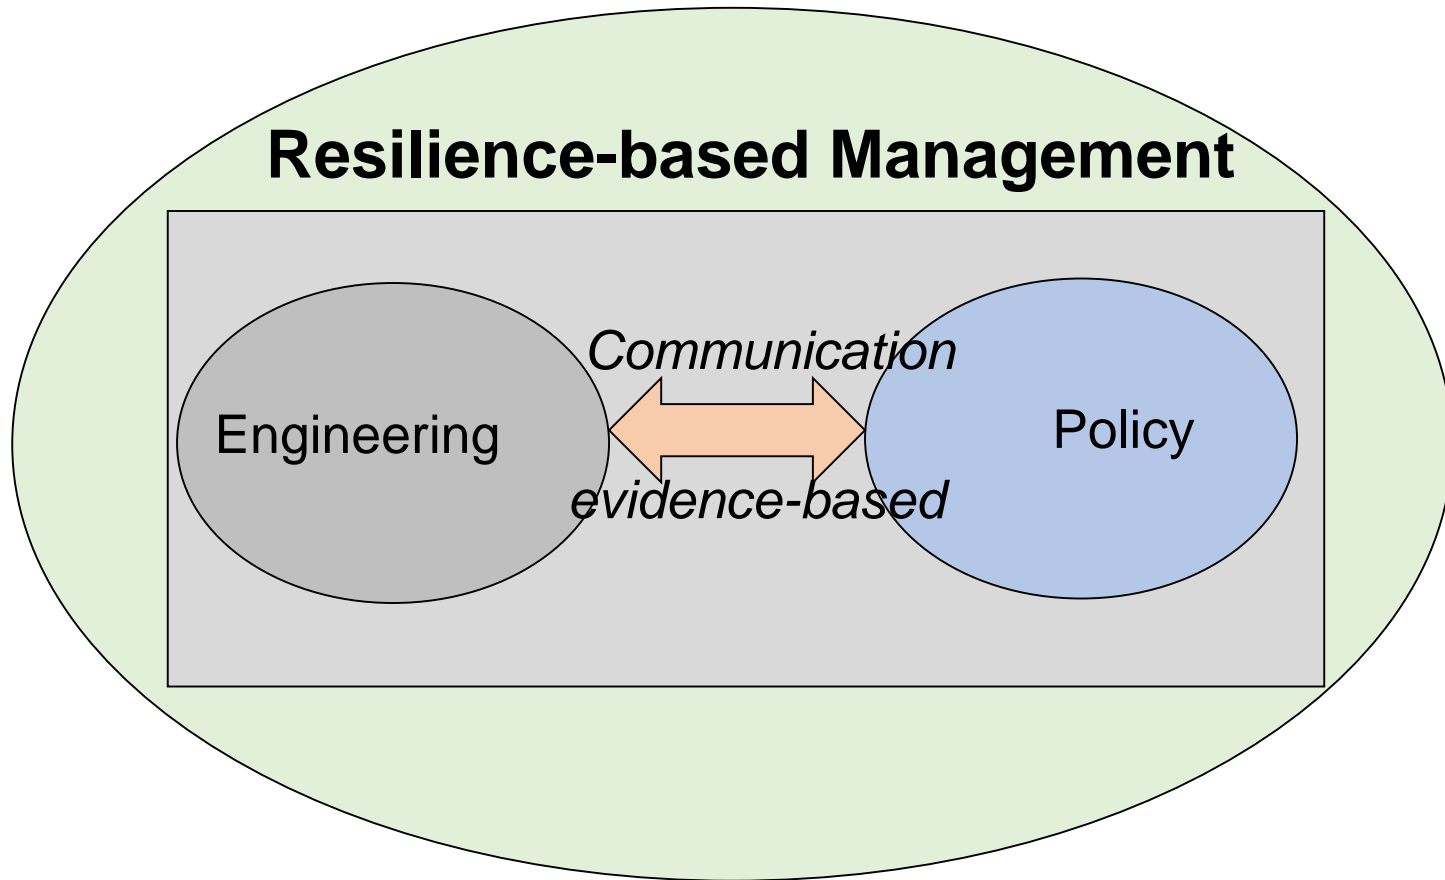 Resilience-based Management
Communication
Engineering
Policy
evidence-based